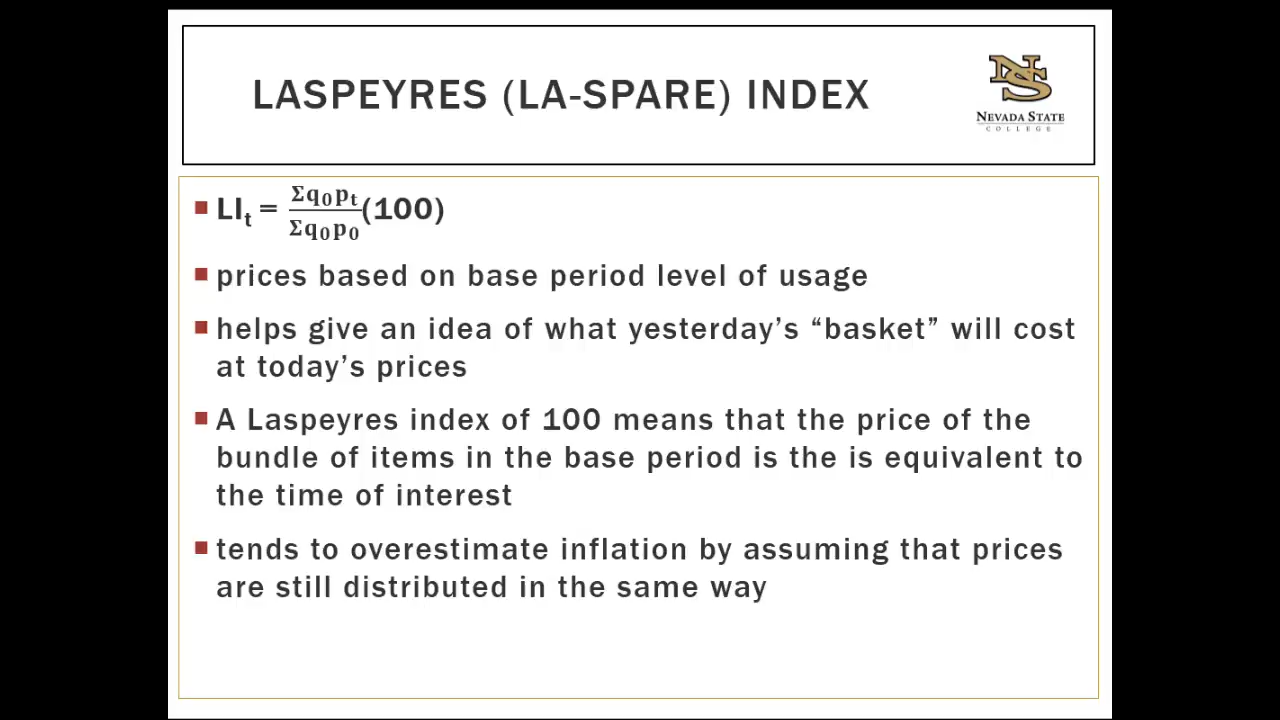 LASPEYRES (LA-SPARE) INDEX
NS
NEVADA STATE
COLLEGE
▪ LIₜ = Σq₀pₜ/Σq₀p₀(100)
▪ prices based on base period level of usage
▪ helps give an idea of what yesterday's “basket” will cost
at today's prices
▪ A Laspeyres index of 100 means that the price of the
bundle of items in the base period is the is equivalent to
the time of interest
▪ tends to overestimate inflation by assuming that prices
are still distributed in the same way